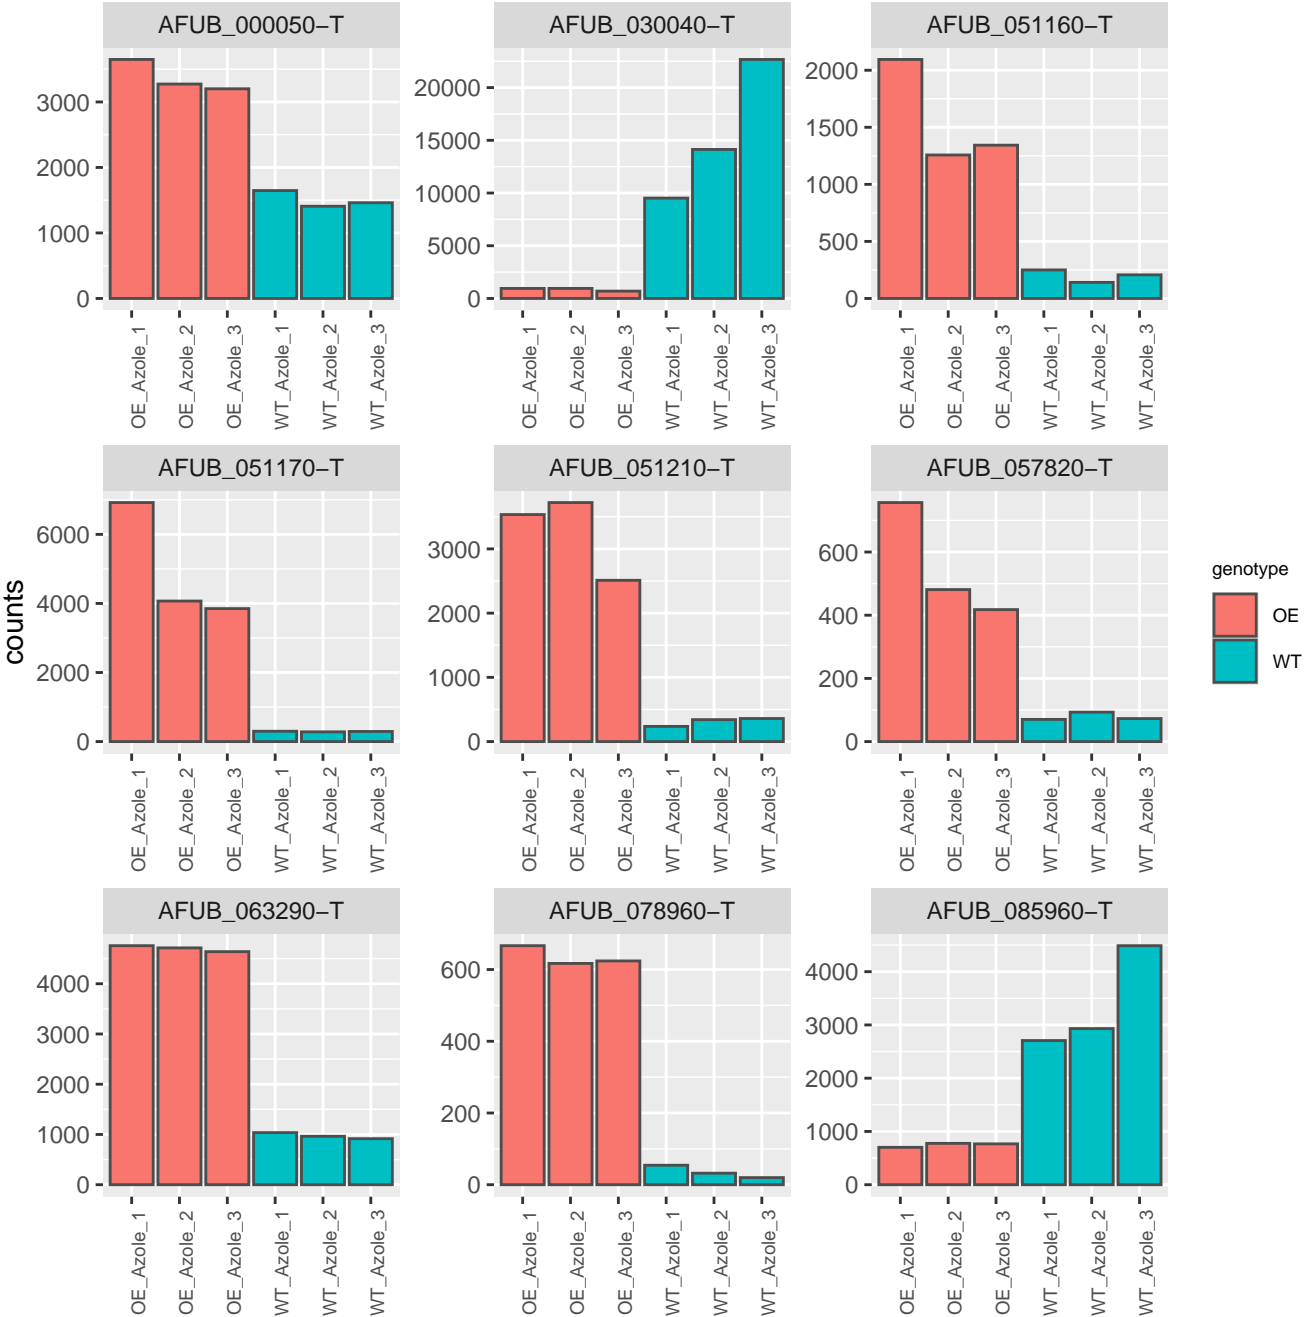 AFUB_000050−T
AFUB_030040−T
AFUB_051160−T
3000
2000
1000
0
20000
15000
10000
5000
0
2000
1500
1000
500
0
OE_Azole_1
OE_Azole_2
OE_Azole_3
WT_Azole_1
WT_Azole_2
WT_Azole_3
OE_Azole_1
OE_Azole_2
OE_Azole_3
WT_Azole_1
WT_Azole_2
WT_Azole_3
OE_Azole_1
OE_Azole_2
OE_Azole_3
WT_Azole_1
WT_Azole_2
WT_Azole_3
counts
AFUB_051170−T
AFUB_051210−T
AFUB_057820−T
6000
4000
2000
0
3000
2000
1000
0
600
400
200
0
OE_Azole_1
OE_Azole_2
OE_Azole_3
WT_Azole_1
WT_Azole_2
WT_Azole_3
OE_Azole_1
OE_Azole_2
OE_Azole_3
WT_Azole_1
WT_Azole_2
WT_Azole_3
OE_Azole_1
OE_Azole_2
OE_Azole_3
WT_Azole_1
WT_Azole_2
WT_Azole_3
genotype
OE
WT
AFUB_063290−T
AFUB_078960−T
AFUB_085960−T
4000
3000
2000
1000
0
600
400
200
0
4000
3000
2000
1000
0
OE_Azole_1
OE_Azole_2
OE_Azole_3
WT_Azole_1
WT_Azole_2
WT_Azole_3
OE_Azole_1
OE_Azole_2
OE_Azole_3
WT_Azole_1
WT_Azole_2
WT_Azole_3
OE_Azole_1
OE_Azole_2
OE_Azole_3
WT_Azole_1
WT_Azole_2
WT_Azole_3